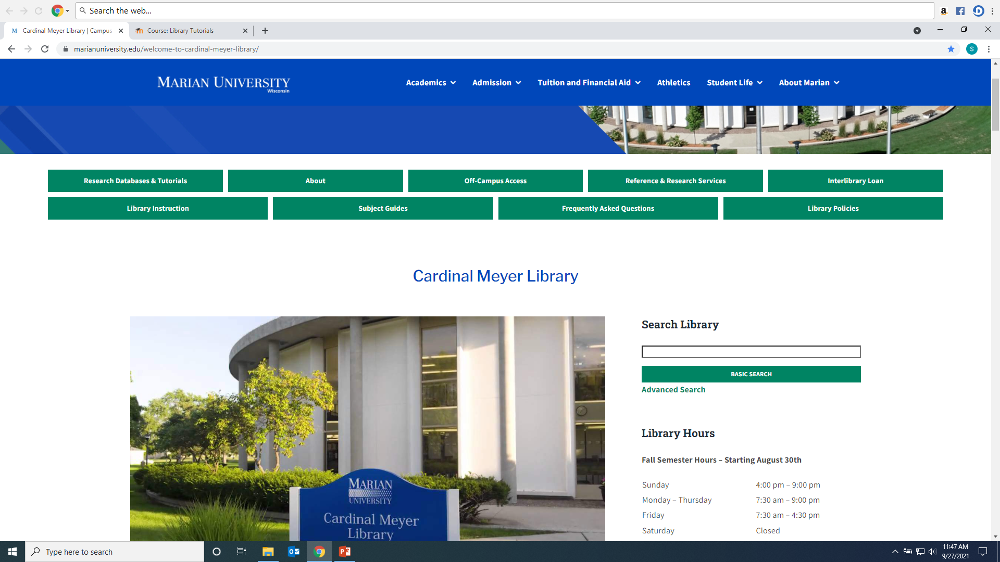 Search the web...
a
Cardinal Meyer Library | Campus
Course: Library Tutorials
marianuniversity.edu/welcome-to-cardinal-meyer-library/
S
MARIAN UNIVERSITY
Wisconsin
Academics
Admission
Tuition and Financial Aid
Athletics
Student Life
About Marian
Research Databases & Tutorials
About
Off-Campus Access
Reference & Research Services
Interlibrary Loan
Library Instruction
Subject Guides
Frequently Asked Questions
Library Policies
Cardinal Meyer Library
MARIAN
UNIVERSITY
Cardinal Meyer
Library
Search Library
BASIC SEARCH
Advanced Search
Library Hours
Fall Semester Hours – Starting August 30th
Sunday 4:00 pm – 9:00 pm
Monday – Thursday 7:30 am – 9:00 pm
Friday 7:30 am – 4:30 pm
Saturday Closed
Type here to search
11:47 AM
9/27/2021